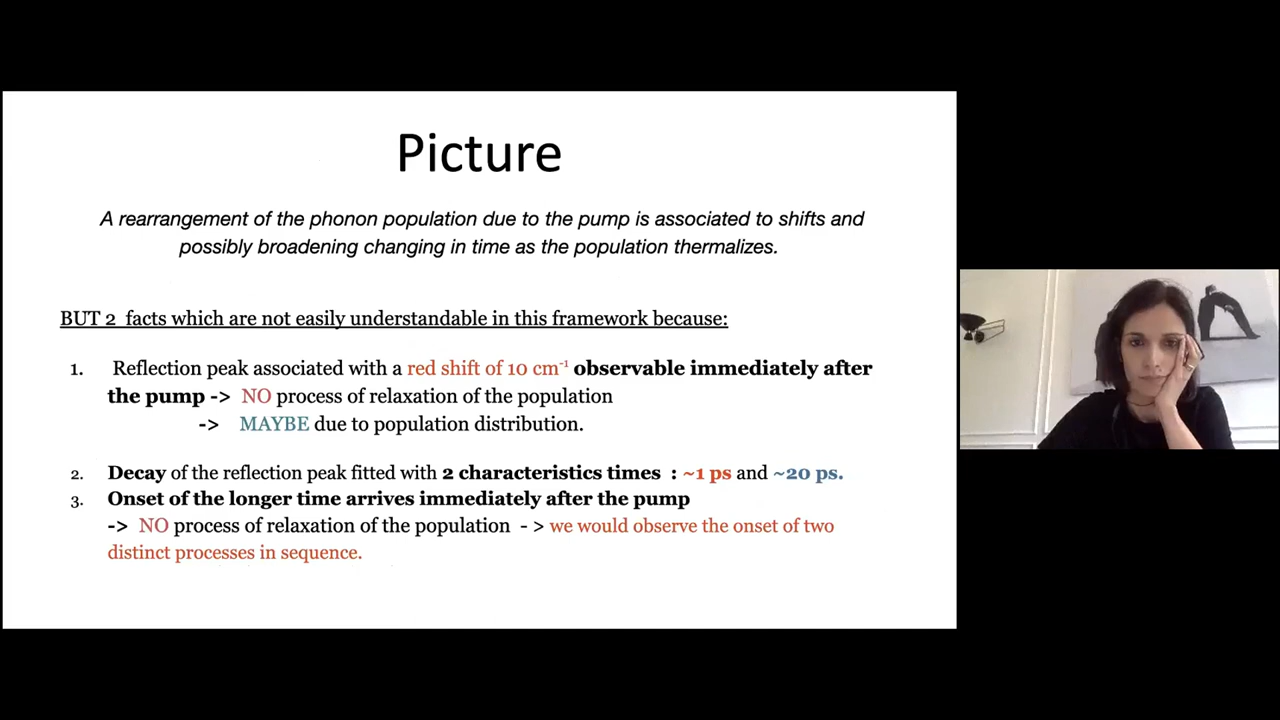 Picture
A rearrangement of the phonon population due to the pump is associated to shifts and
possibly broadening changing in time as the population thermalizes.
BUT 2 facts which are not easily understandable in this framework because:
1. Reflection peak associated with a red shift of 10 cm⁻¹ observable immediately after
the pump -> NO process of relaxation of the population
-> MAYBE due to population distribution.
2. Decay of the reflection peak fitted with 2 characteristics times : ~1 ps and ~20 ps.
3. Onset of the longer time arrives immediately after the pump
-> NO process of relaxation of the population - > we would observe the onset of two
distinct processes in sequence.